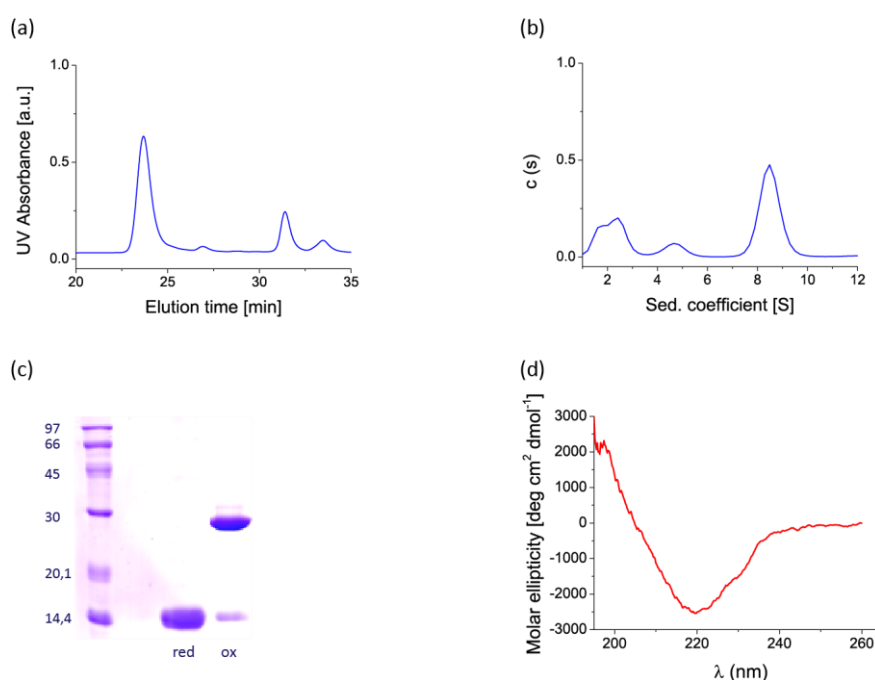 (a)
1.0
0.5
0.0
UV Absorbance [a.u.]
20 25 30 35
Elution time [min]
(b)
1.0
0.5
0.0
c (s)
2 4 6 8 10 12
Sed. coefficient [S]
(c)
97
66
45
30
20,1
14,4
red ox
(d)
3000
2000
1000
0
-1000
-2000
-3000
Molar ellipticity [deg cm² dmol⁻¹]
200 220 240 260
λ (nm)